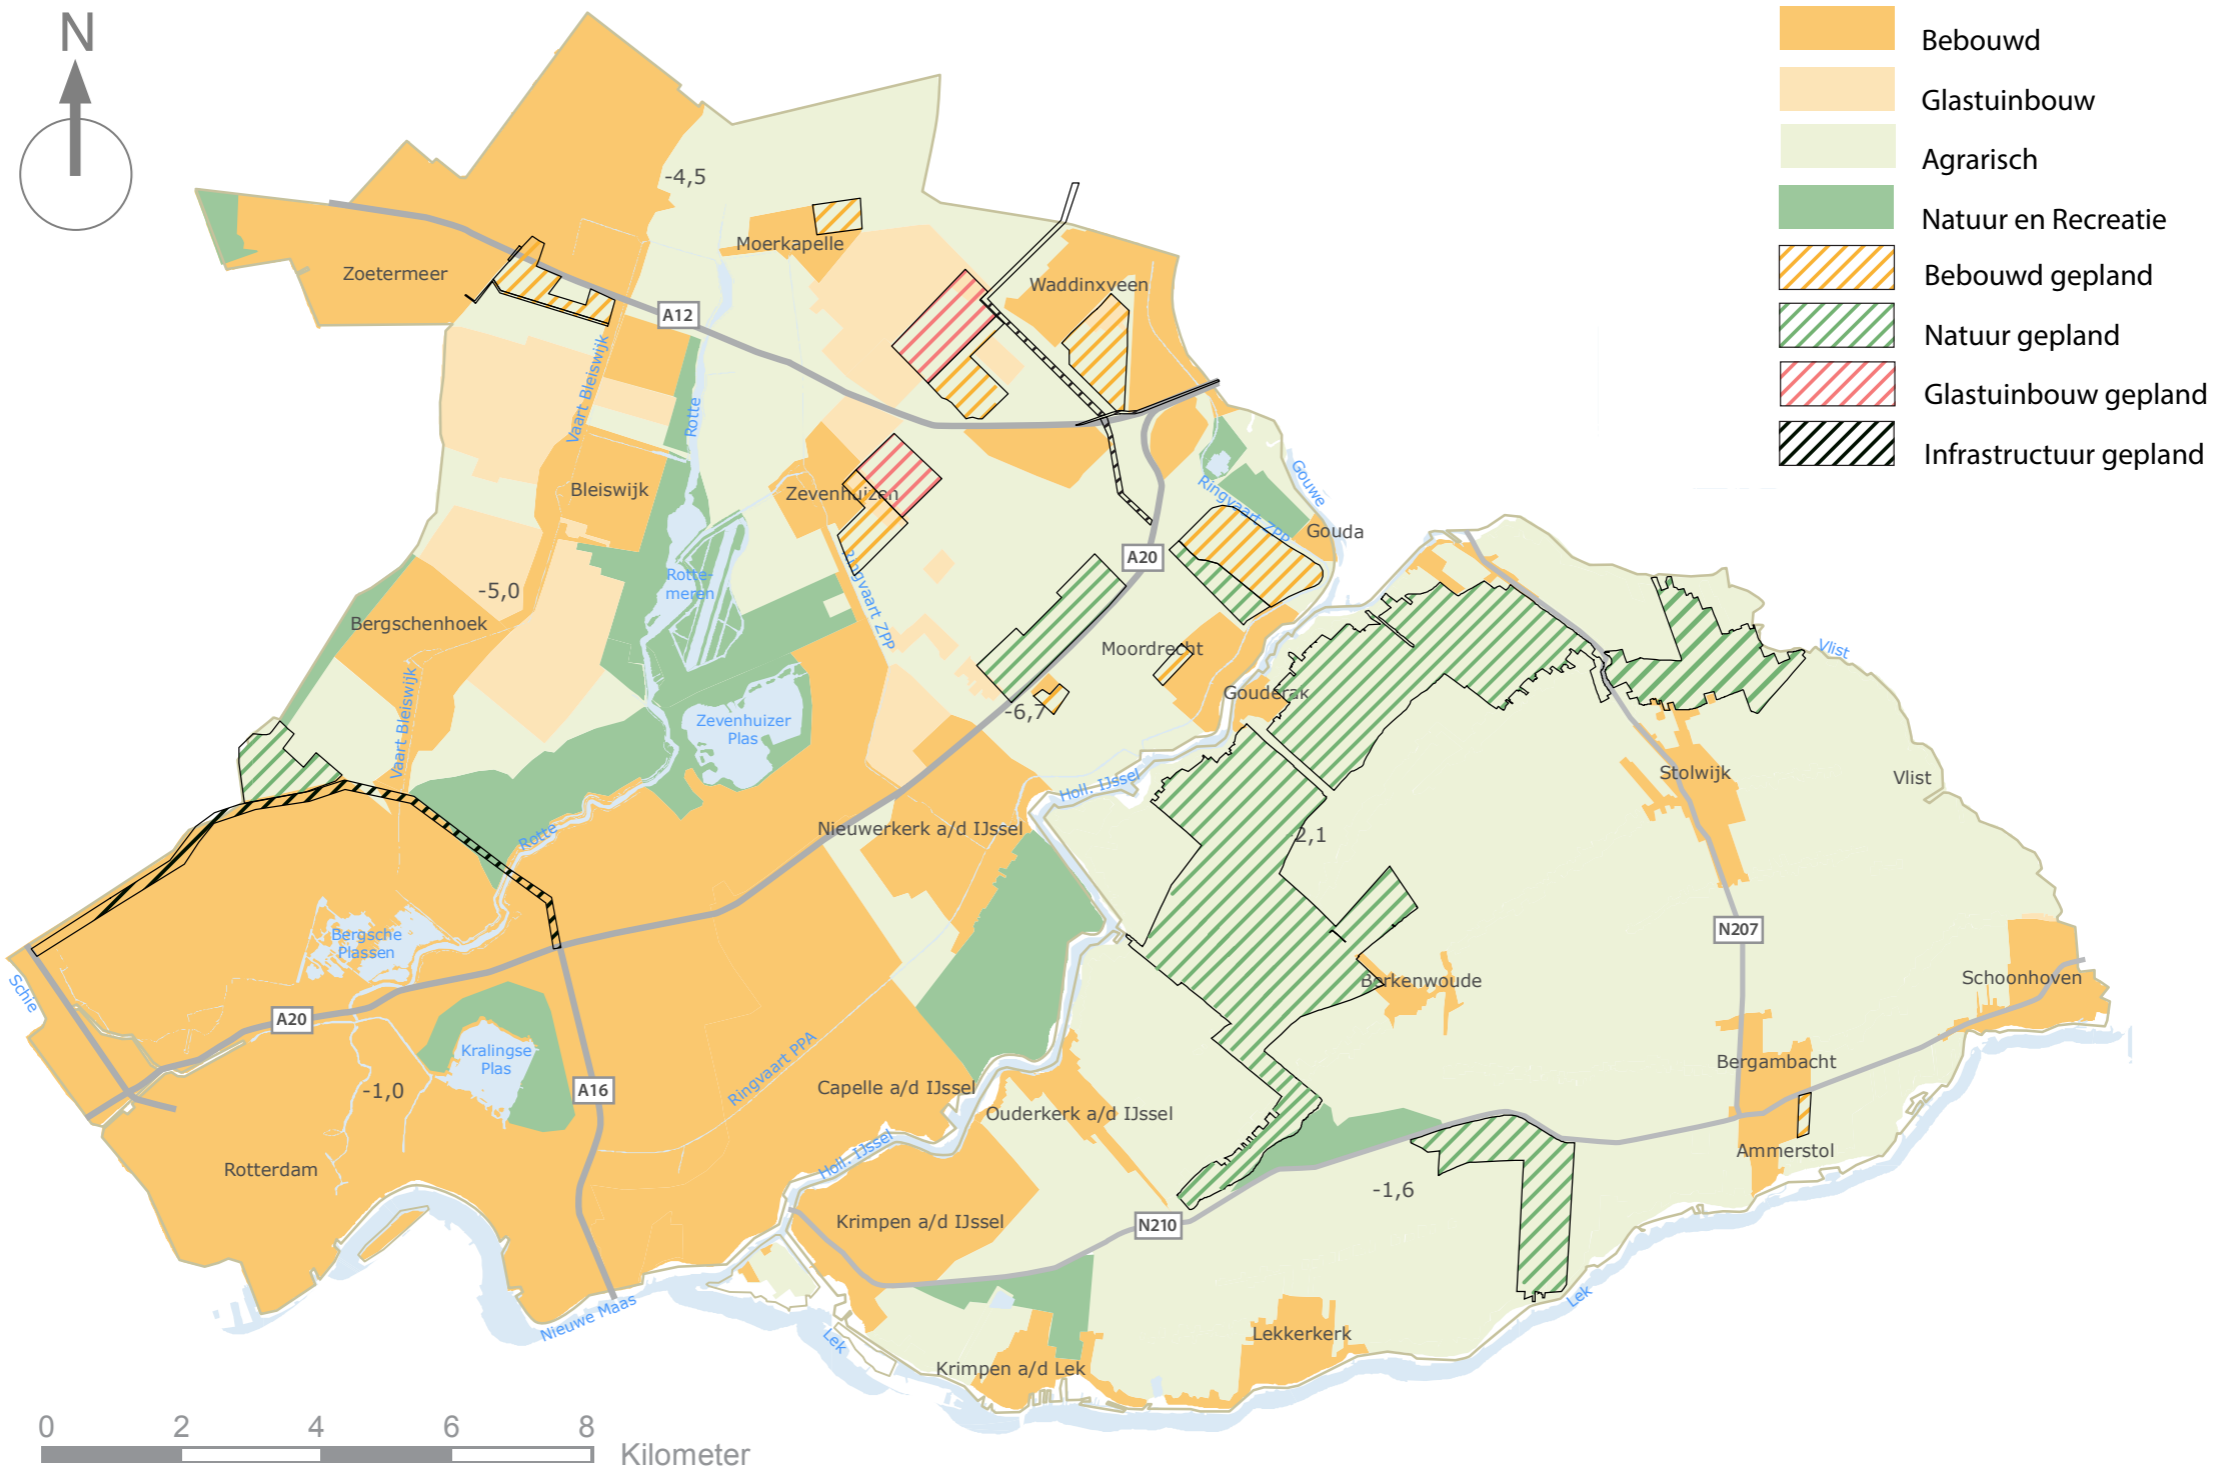 N
Bebouwd
Glastuinbouw
Agrarisch
Natuur en Recreatie
Bebouwd gepland
Natuur gepland
Glastuinbouw gepland
Infrastructuur gepland
-4,5
Moerkapelle
Zoetermeer
Waddinxveen
A12
Vaart Bleiswijk
Rotte
Bleiswijk
Zevenhuizen
Gouwe
Ringvaart ZPP
Gouda
A20
Rotte-
meren
-5,0
Bergschenhoek
Ringvaart ZPP
Moordrecht
Vlist
Gouderak
-6,7
Vaart Bleiswijk
Zevenhuizer
Plas
Stolwijk
Vlist
Holl. IJssel
Nieuwerkerk a/d IJssel
-2,1
Rotte
Bergsche
Plassen
N207
Schie
Berkenwoude
Schoonhoven
A20
Kralingse
Plas
-1,0
A16
Ringvaart PPA
Capelle a/d IJssel
Ouderkerk a/d IJssel
Bergambacht
Ammerstol
Holl. IJssel
Rotterdam
-1,6
Krimpen a/d IJssel
N210
Nieuwe Maas
Lek
Lek
Lekkerkerk
Krimpen a/d Lek
0 2 4 6 8
Kilometer